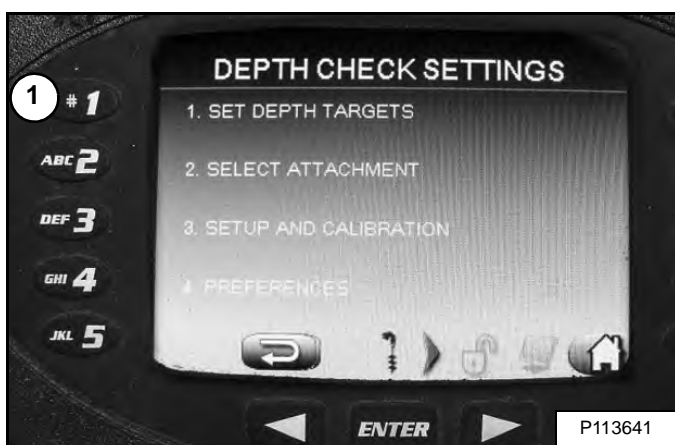 DEPTH CHECK SETTINGS
1
# 1
1. SET DEPTH TARGETS
ABC 2
2. SELECT ATTACHMENT
DEF 3
3. SETUP AND CALIBRATION
GHI 4
4. PREFERENCES
JKL 5
ENTER
P113641